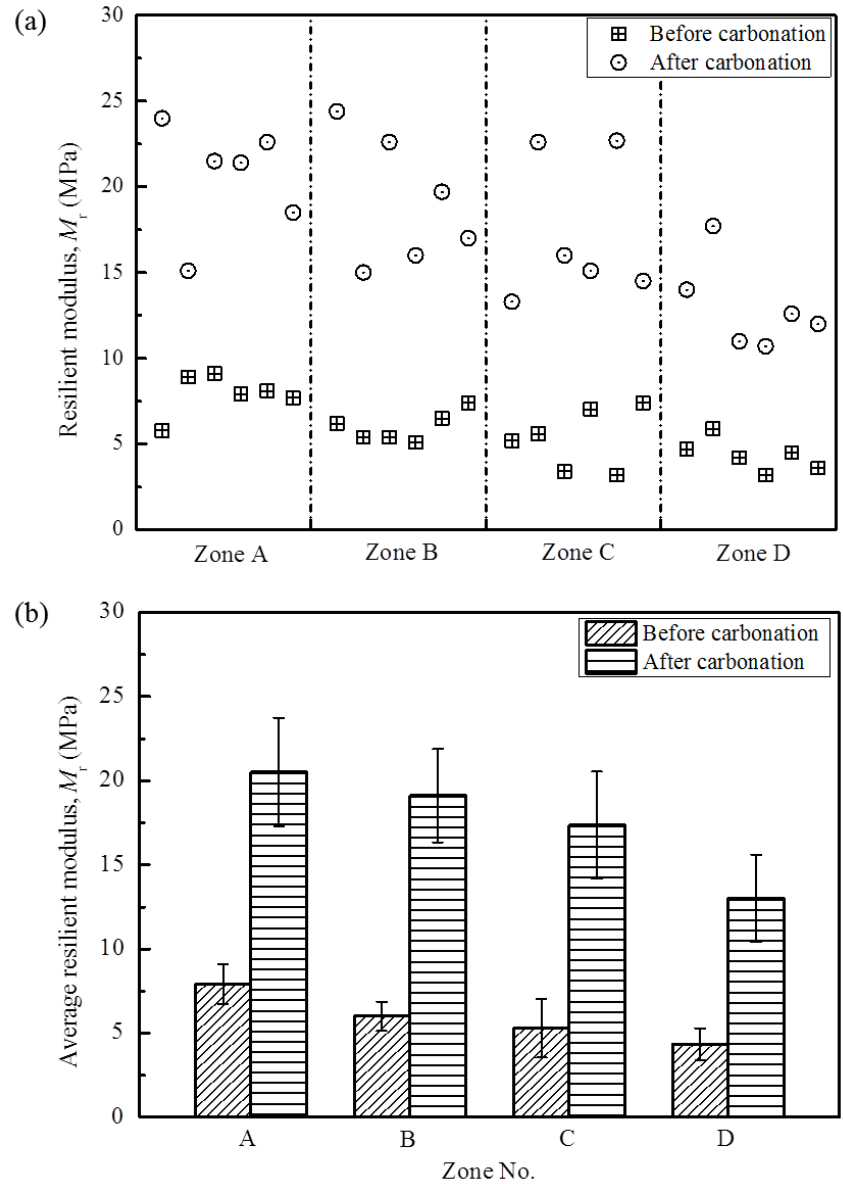 (a)
30
25
20
15
10
5
0
Resilient modulus, Mr (MPa)
Before carbonation
After carbonation
Zone A
Zone B
Zone C
Zone D
(b)
30
25
20
15
10
5
0
Average resilient modulus, Mr (MPa)
Before carbonation
After carbonation
A
B
C
D
Zone No.